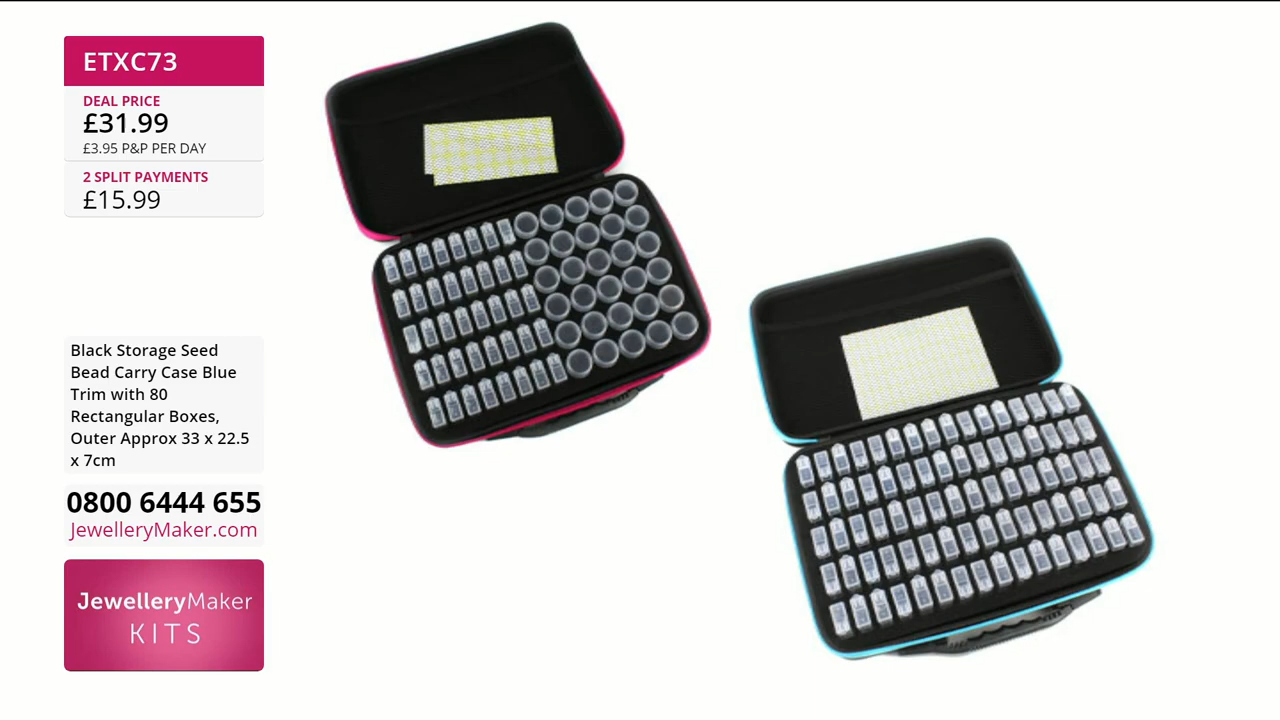 ETXC73
DEAL PRICE
£31.99
£3.95 P&P PER DAY
2 SPLIT PAYMENTS
£15.99
Black Storage Seed
Bead Carry Case Blue
Trim with 80
Rectangular Boxes,
Outer Approx 33 x 22.5
x 7cm
0800 6444 655
JewelleryMaker.com
JewelleryMaker
KITS